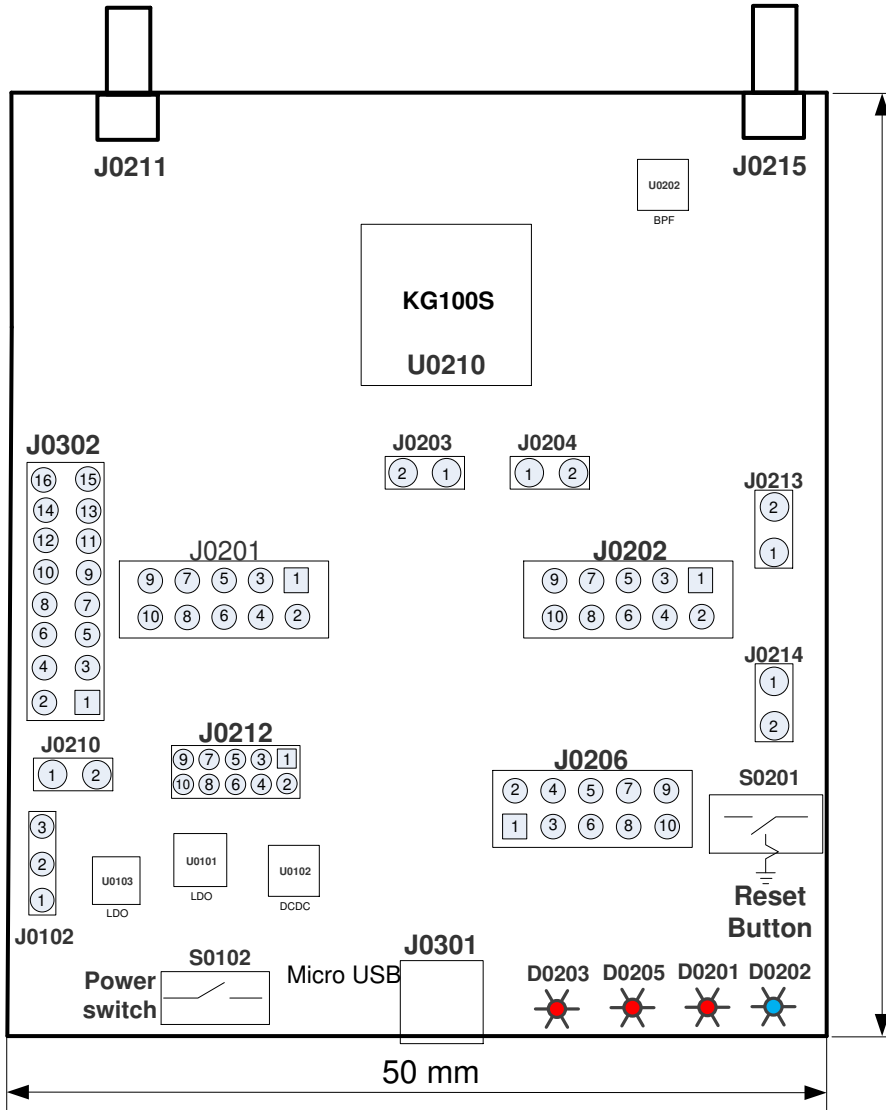 J0211
J0215
U0202
BPF
KG100S
U0210
J0302
16 15
14 13
12 11
10 9
8 7
6 5
4 3
2 1
J0203
2 1
J0204
1 2
J0213
2
1
J0201
9 7 5 3 1
10 8 6 4 2
J0202
9 7 5 3 1
10 8 6 4 2
J0214
1
2
J0210
1 2
J0212
9 7 5 3 1
10 8 6 4 2
J0206
2 4 5 7 9
1 3 6 8 10
S0201
Reset
Button
J0102
3
2
1
U0103
LDO
U0101
LDO
U0102
DCDC
S0102
Power
switch
Micro USB
J0301
D0203 D0205 D0201 D0202
50 mm